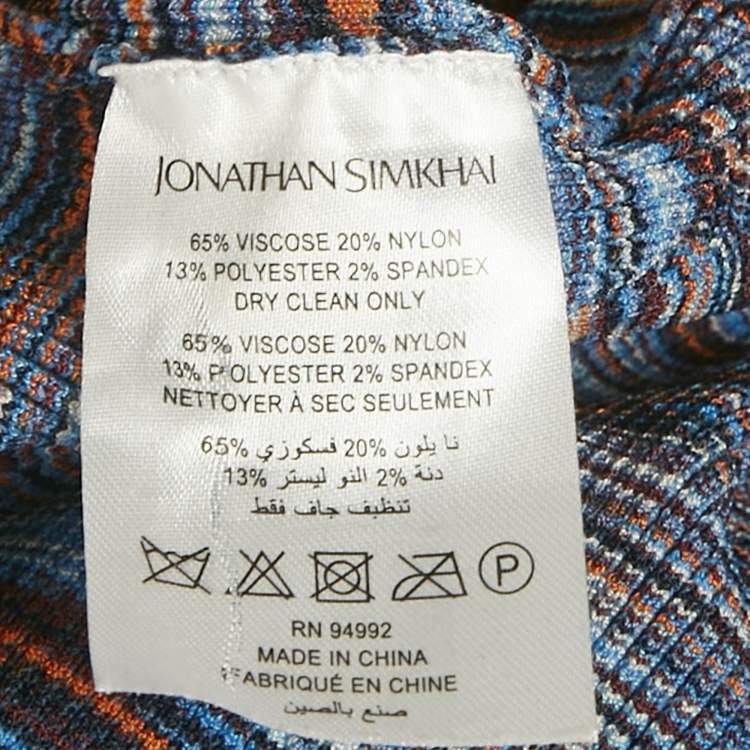 JONATHAN SIMKHAI
65% VISCOSE 20% NYLON
13% POLYESTER 2% SPANDEX
DRY CLEAN ONLY
65% VISCOSE 20% NYLON
13% POLYESTER 2% SPANDEX
NETTOYER À SEC SEULEMENT
نا يلون 20% فسكوزي 65%
دنة 2% النو ليستر 13%
تنظيف جاف فقط
P
RN 94992
MADE IN CHINA
FABRIQUÉ EN CHINE
صنع بالصين